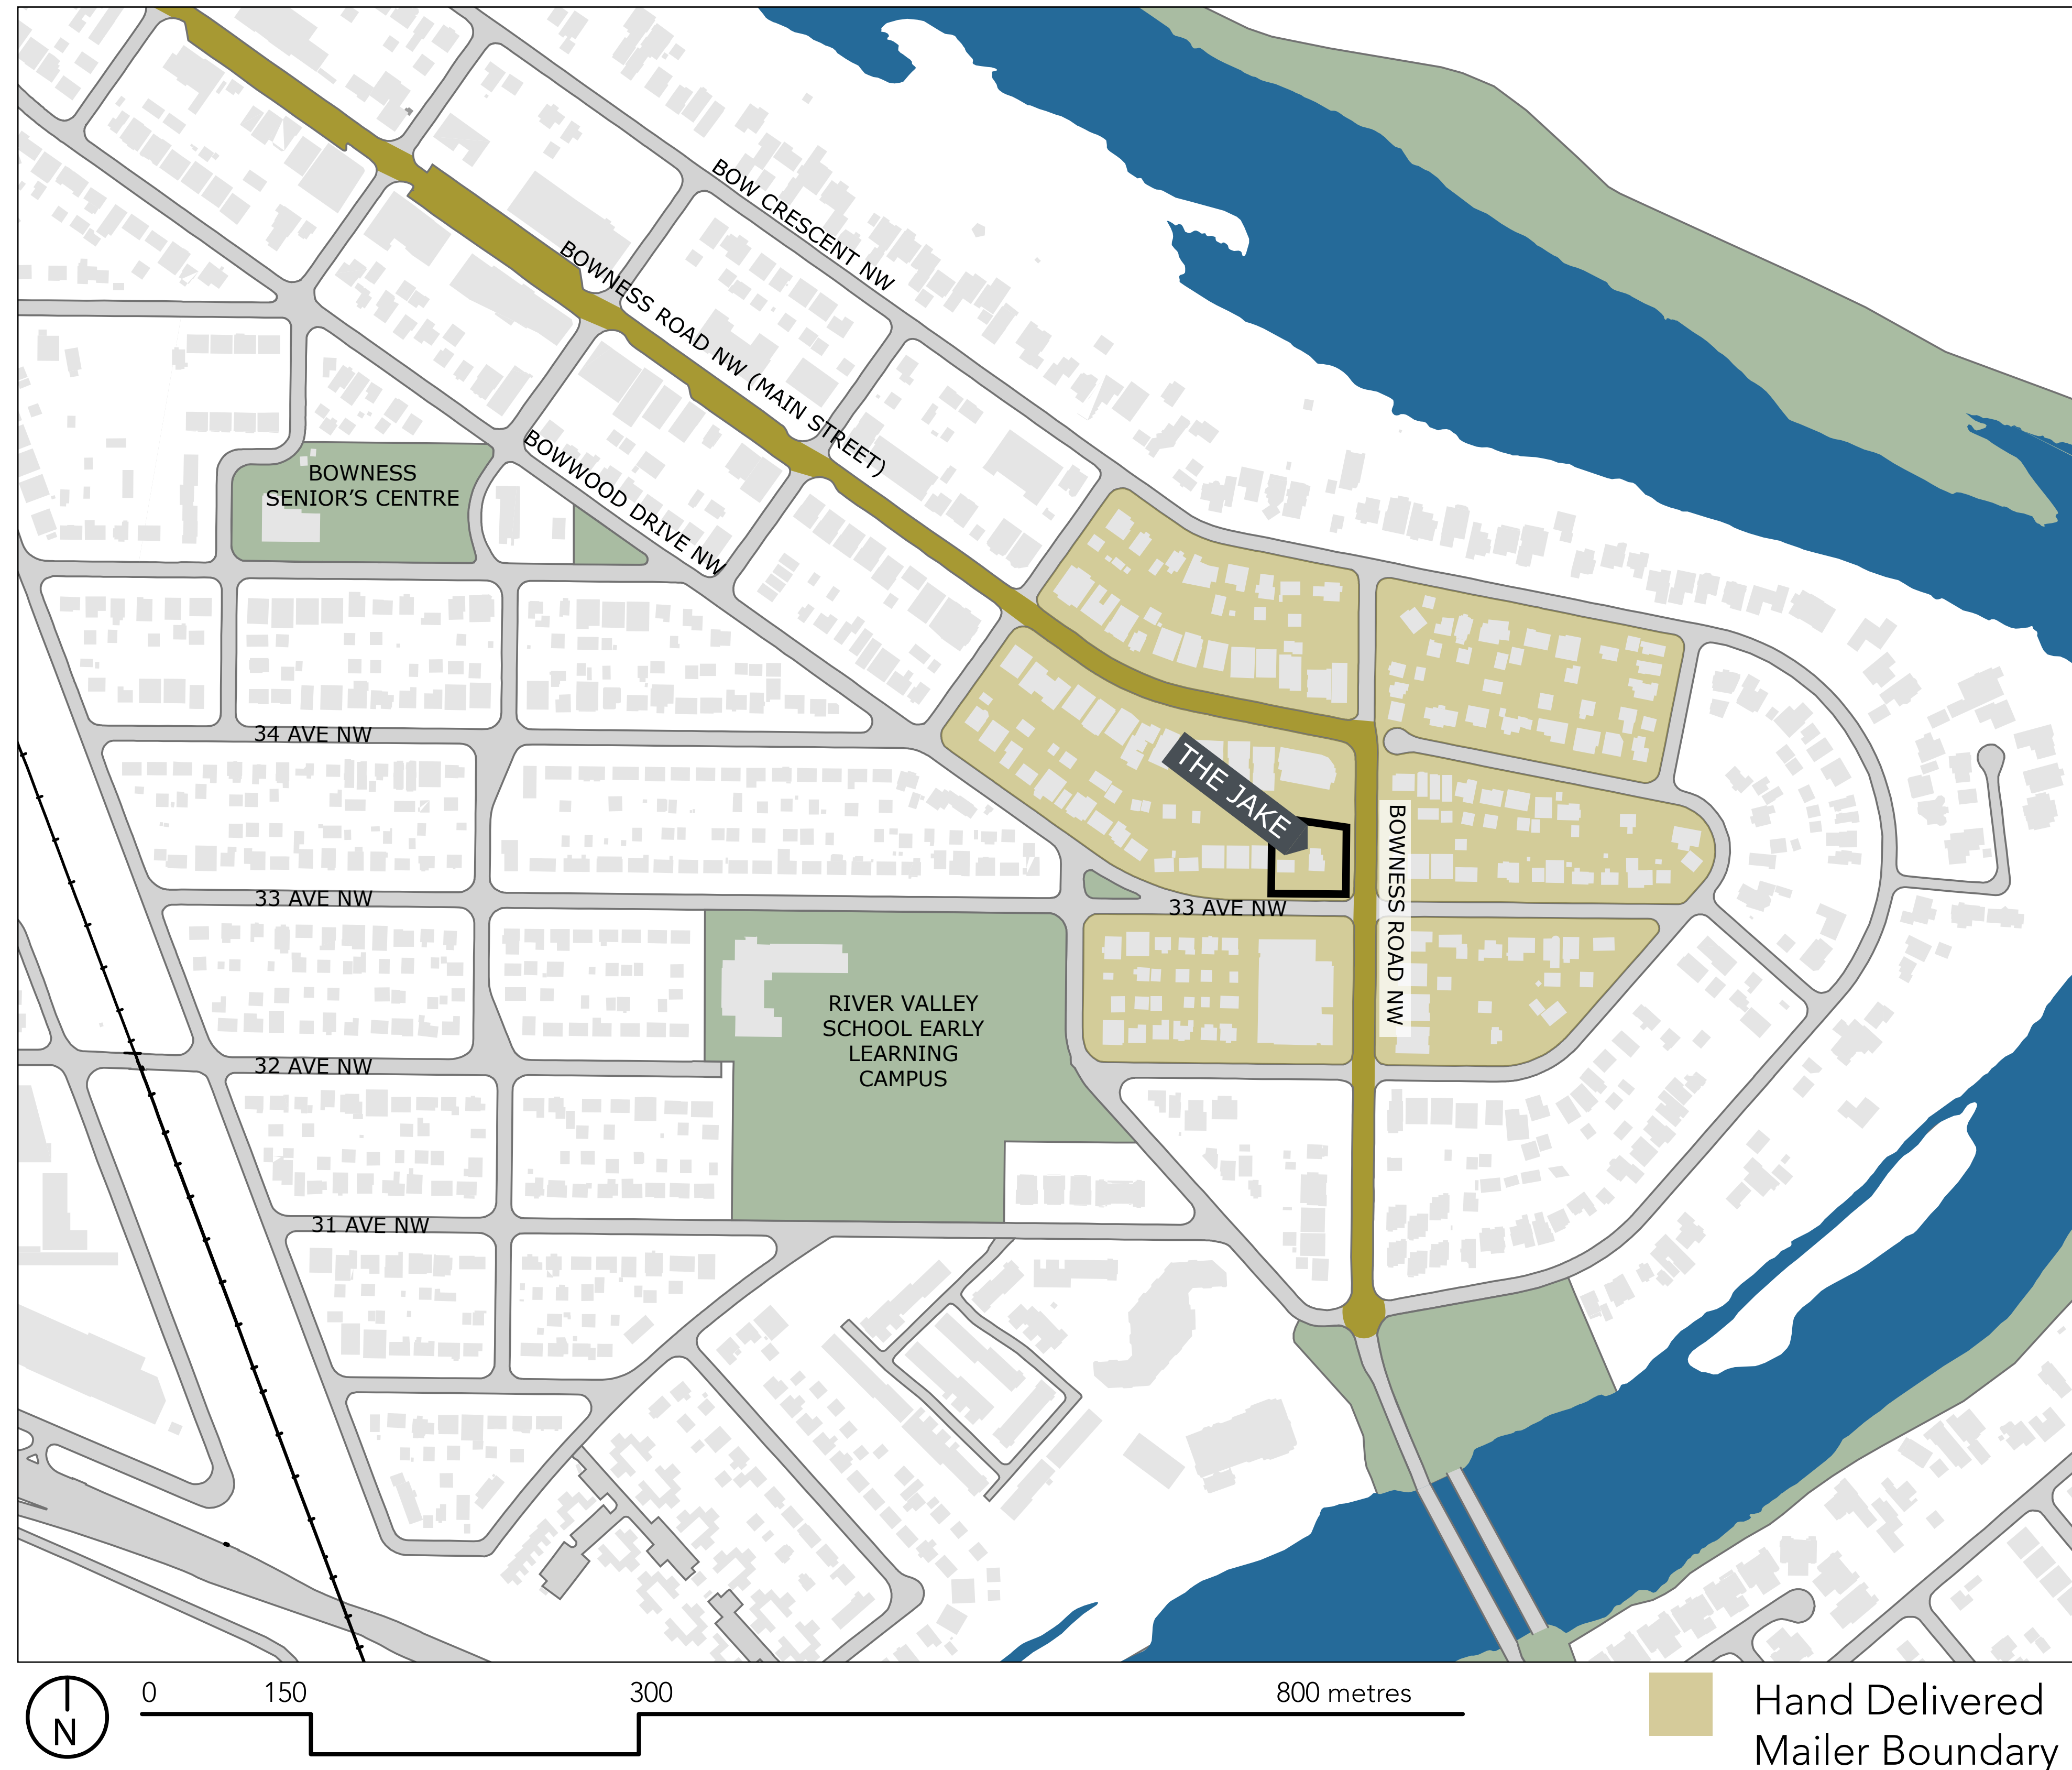 BOW CRESCENT NW
BOWNESS ROAD NW (MAIN STREET)
BOWWOOD DRIVE NW
BOWNESS
SENIOR'S CENTRE
34 AVE NW
THE JAKE
BOWNESS ROAD NW
33 AVE NW
33 AVE NW
RIVER VALLEY
SCHOOL EARLY
LEARNING
CAMPUS
32 AVE NW
31 AVE NW
N
0 150 300 800 metres
Hand Delivered
Mailer Boundary